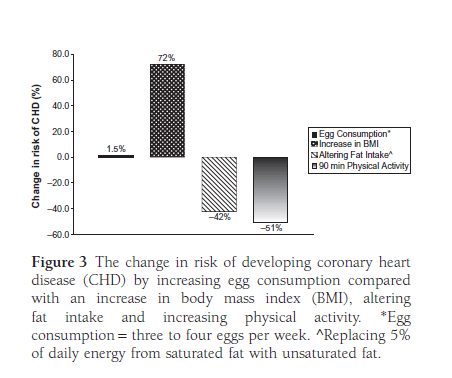 80.0
60.0
40.0
20.0
0.0
−20.0
−40.0
−60.0
Change in risk of CHD (%)
1.5%
72%
−42%
−51%
Egg Consumption*
Increase in BMI
Altering Fat Intake^
90 min Physical Activity
Figure 3 The change in risk of developing coronary heart
disease (CHD) by increasing egg consumption compared
with an increase in body mass index (BMI), altering
fat intake and increasing physical activity. *Egg
consumption = three to four eggs per week. ^Replacing 5%
of daily energy from saturated fat with unsaturated fat.